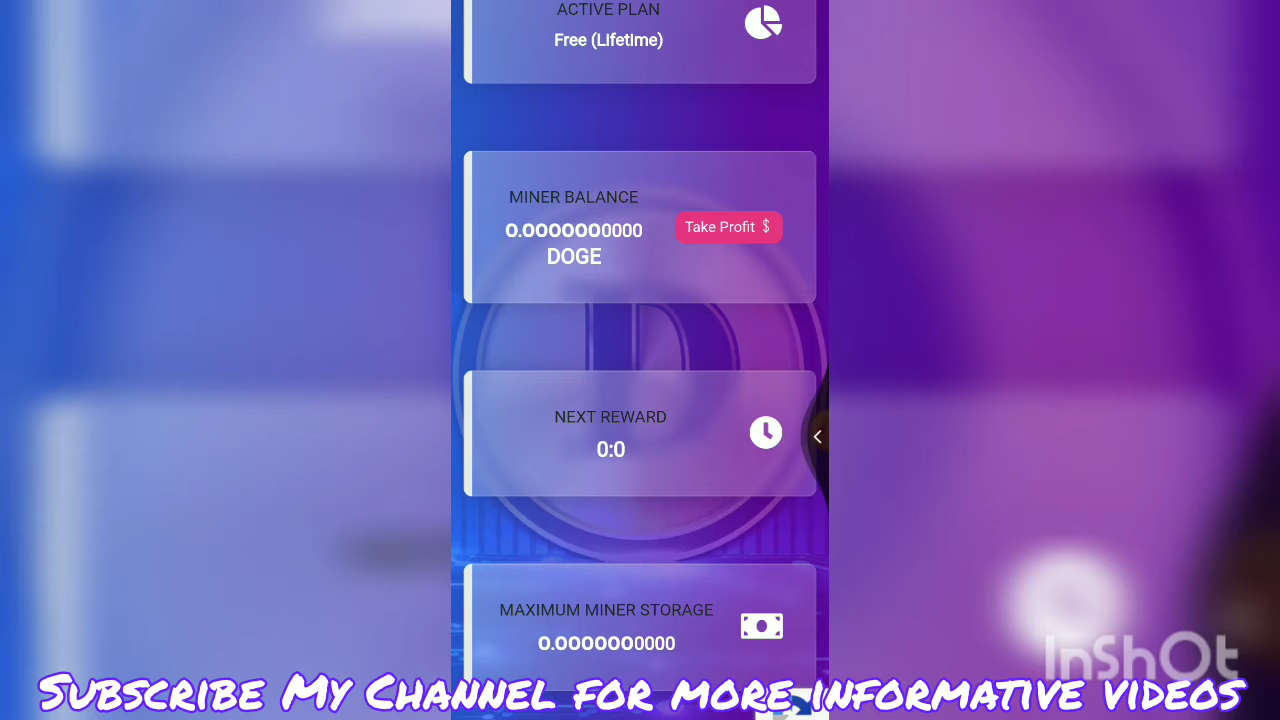 ACTIVE PLAN
Free (Lifetime)
MINER BALANCE
0.0000000000
DOGE
Take Profit $
NEXT REWARD
0:0
MAXIMUM MINER STORAGE
0.0000000000
InShOt
Subscribe My Channel for more informative videos